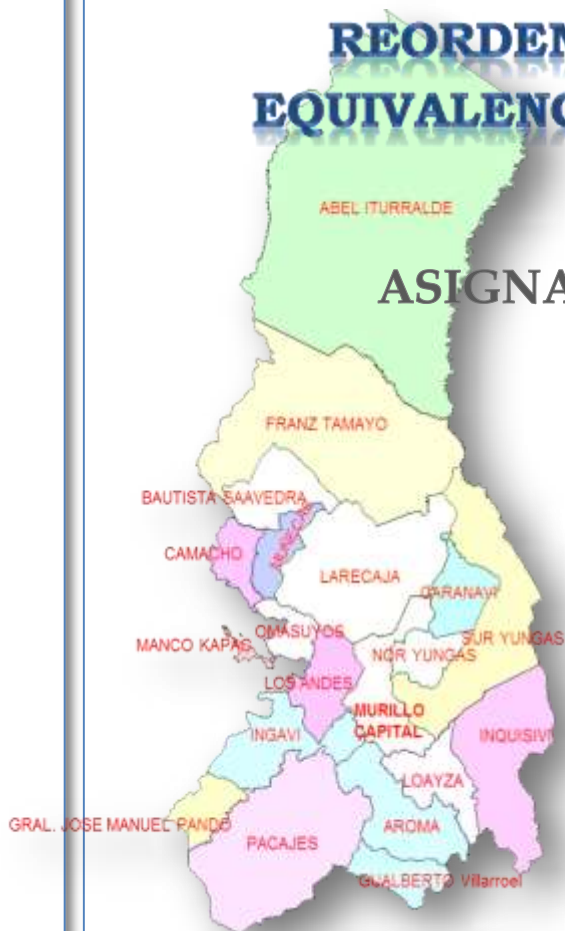 REORDEN
EQUIVALENC
ABEL ITURRALDE
ASIGNA
FRANZ TAMAYO
BAUTISTA SAAVEDRA
CAMACHO
LARECAJA
CARANAVI
OMASUYOS
MANCO KAPAC
NOR YUNGAS
SUR YUNGAS
LOS ANDES
MURILLO
CAPITAL
INGAVI
INQUISIVI
LOAYZA
GRAL. JOSE MANUEL PANDO
AROMA
PACAJES
GUALBERTO Villarroel